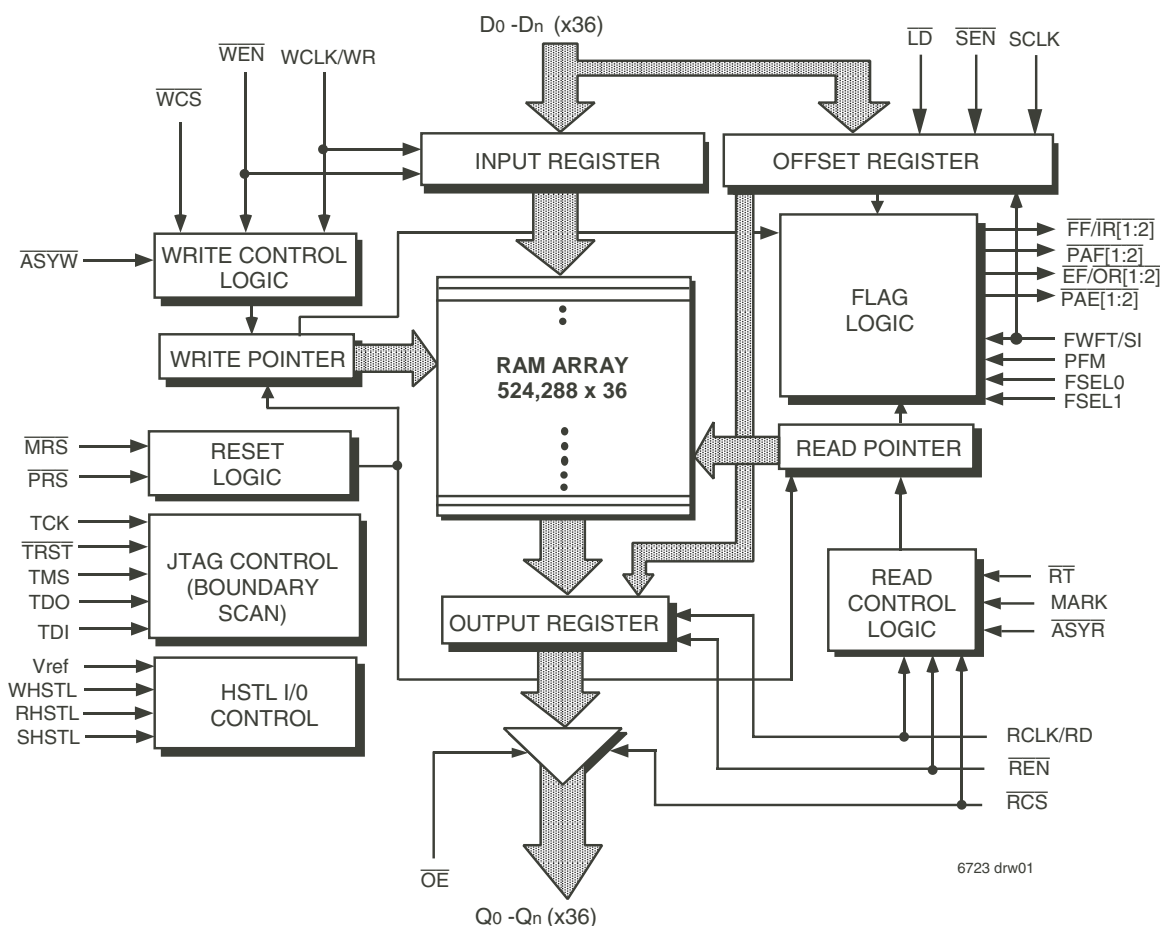 D0 -Dn (x36)
WEN
WCLK/WR
LD
SEN
SCLK
WCS
INPUT REGISTER
OFFSET REGISTER
ASYW
WRITE CONTROL
LOGIC
FF/IR[1:2]
PAF[1:2]
EF/OR[1:2]
PAE[1:2]
FLAG
LOGIC
WRITE POINTER
RAM ARRAY
524,288 x 36
FWFT/SI
PFM
FSEL0
FSEL1
MRS
PRS
RESET
LOGIC
READ POINTER
TCK
TRST
TMS
TDO
TDI
JTAG CONTROL
(BOUNDARY
SCAN)
READ
CONTROL
LOGIC
RT
MARK
ASYR
OUTPUT REGISTER
Vref
WHSTL
RHSTL
SHSTL
HSTL I/0
CONTROL
RCLK/RD
REN
RCS
OE
6723 drw01
Q0 -Qn (x36)